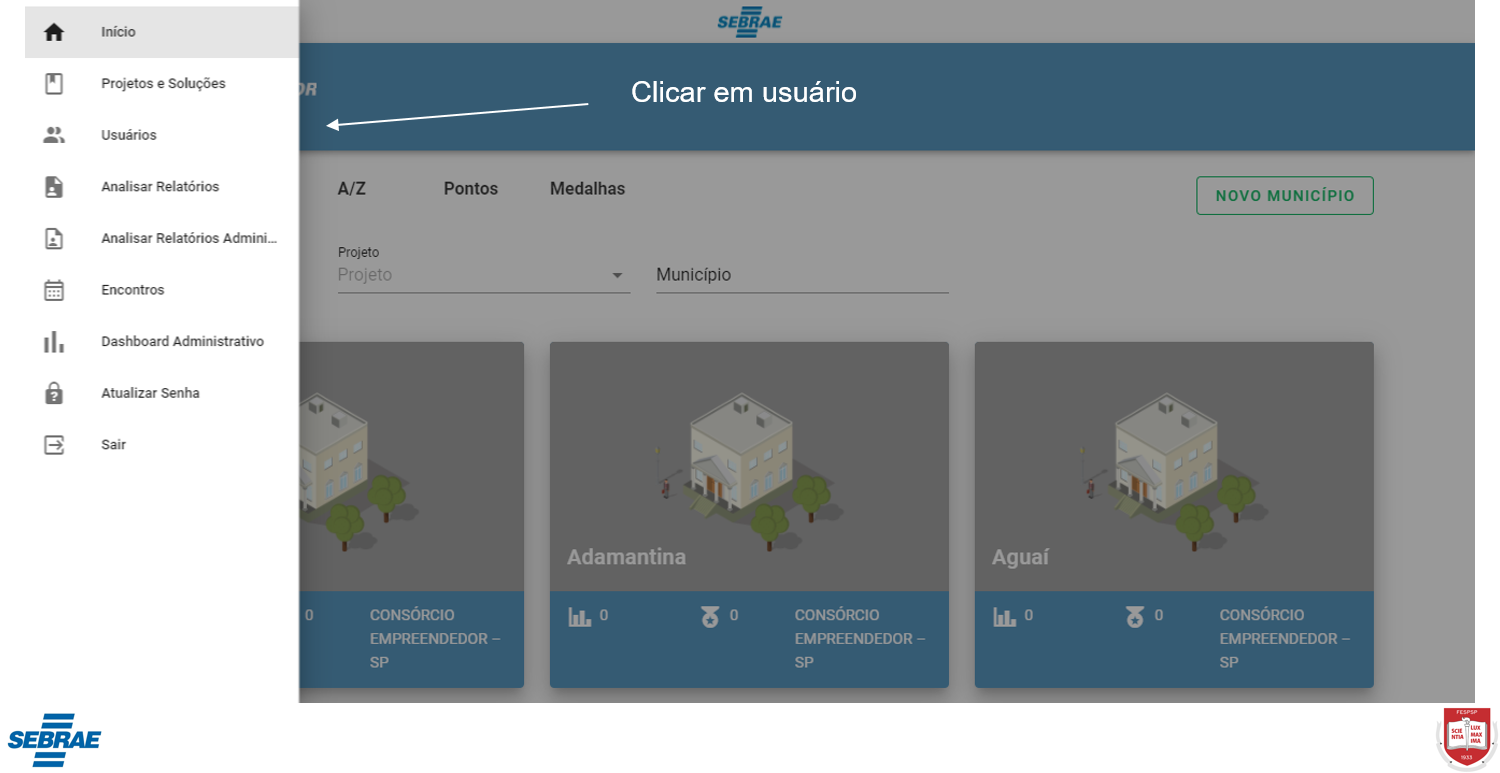 Início
Projetos e Soluções
Usuários
Analisar Relatórios
Analisar Relatórios Admini...
Encontros
Dashboard Administrativo
Atualizar Senha
Sair
SEBRAE
OR
Clicar em usuário
A/Z
Pontos
Medalhas
NOVO MUNICÍPIO
Projeto
Projeto
Município
0
CONSÓRCIO
EMPREENDEDOR –
SP
Adamantina
0
0
CONSÓRCIO
EMPREENDEDOR –
SP
Aguaí
0
0
CONSÓRCIO
EMPREENDEDOR –
SP
SEBRAE
FESPSP
SCIE
NTIA
LUX
MAX
IMA
1933